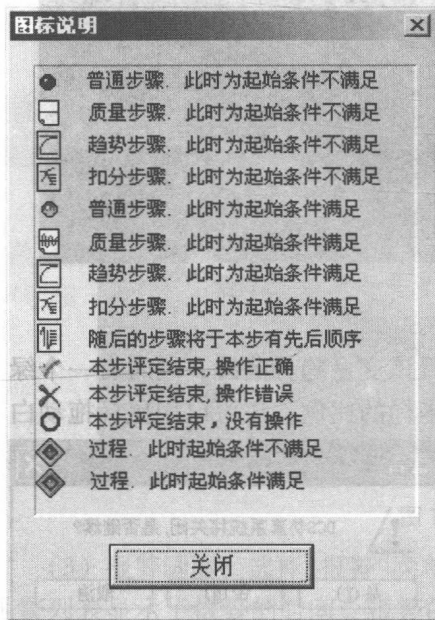 图标说明
普通步骤. 此时为起始条件不满足
质量步骤. 此时为起始条件不满足
趋势步骤. 此时为起始条件不满足
扣分步骤. 此时为起始条件不满足
普通步骤. 此时为起始条件满足
质量步骤. 此时为起始条件满足
趋势步骤. 此时为起始条件满足
扣分步骤. 此时为起始条件满足
随后的步骤将于本步有先后顺序
本步评定结束, 操作正确
本步评定结束, 操作错误
本步评定结束，没有操作
过程. 此时起始条件不满足
过程. 此时起始条件满足
关闭